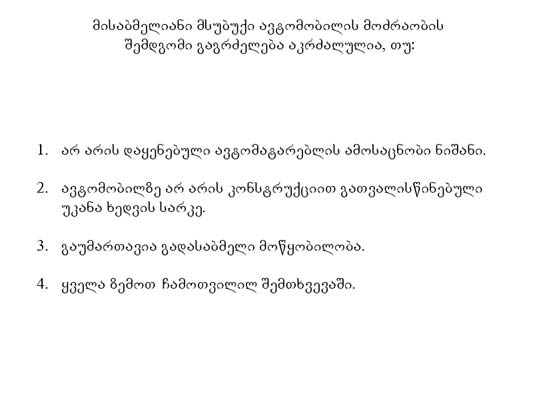 მისაბმელიანი მსუბუქი ავტომობილის მოძრაობის
შემდგომი გაგრძელება აკრძალულია, თუ:
1. არ არის დაყენებული ავტომატარებლის ამოსაცნობი ნიშანი.
2. ავტომობილზე არ არის კონსტრუქციით გათვალისწინებული
უკანა ხედვის სარკე.
3. გაუმართავია გადასაბმელი მოწყობილობა.
4. ყველა ზემოთ ჩამოთვილილ შემთხვევაში.